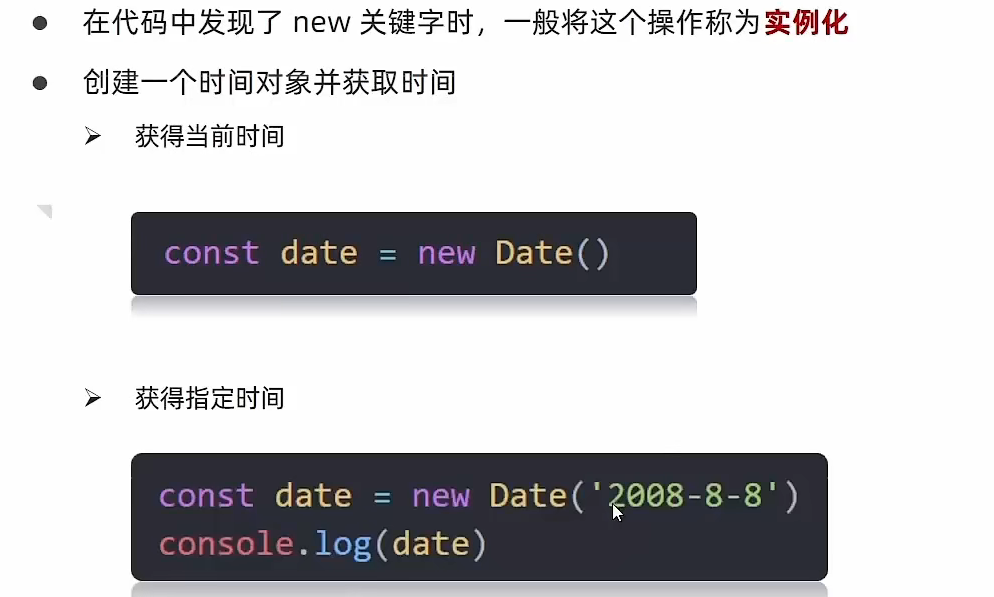 在代码中发现了 new 关键字时，一般将这个操作称为实例化
创建一个时间对象并获取时间
获得当前时间
const date = new Date()
获得指定时间
const date = new Date('2008-8-8')
console.log(date)